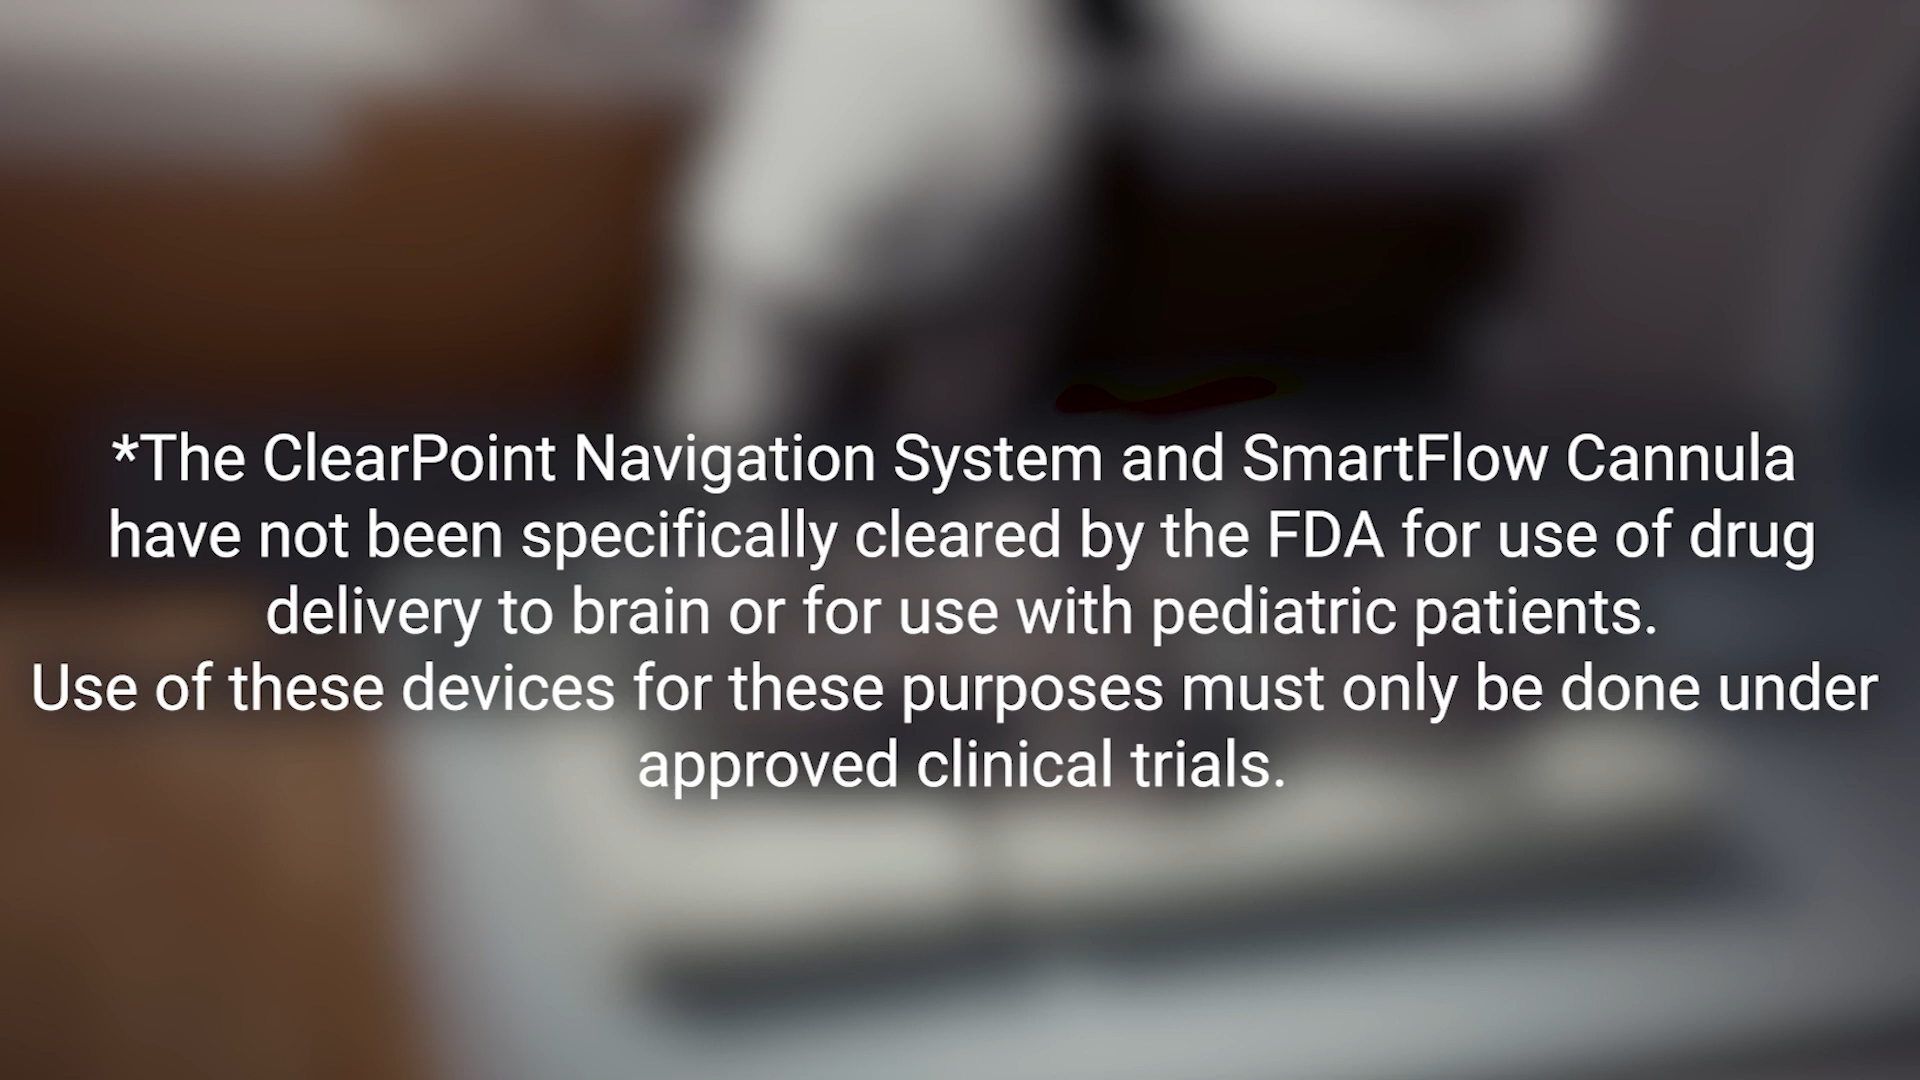 *The ClearPoint Navigation System and SmartFlow Cannula
have not been specifically cleared by the FDA for use of drug
delivery to brain or for use with pediatric patients.
Use of these devices for these purposes must only be done under
approved clinical trials.